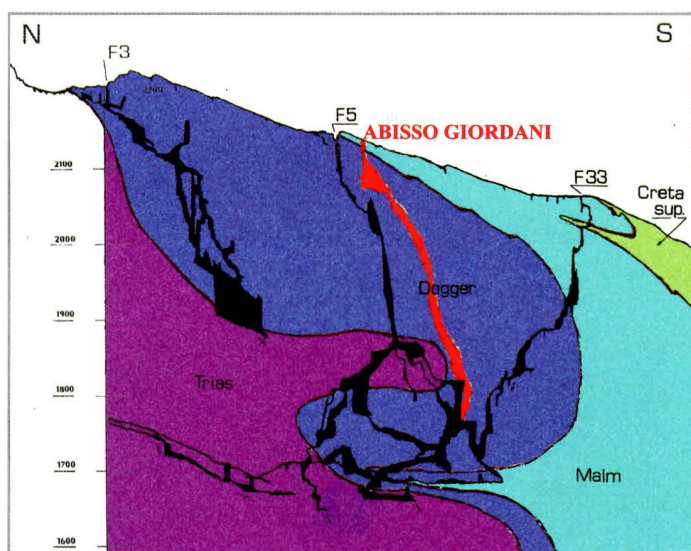 N
S
F3
F5
ABISSO GIORDANI
F33
Creta
sup.
2100
2000
1900
1800
1700
1600
Dogger
Trias
Malm